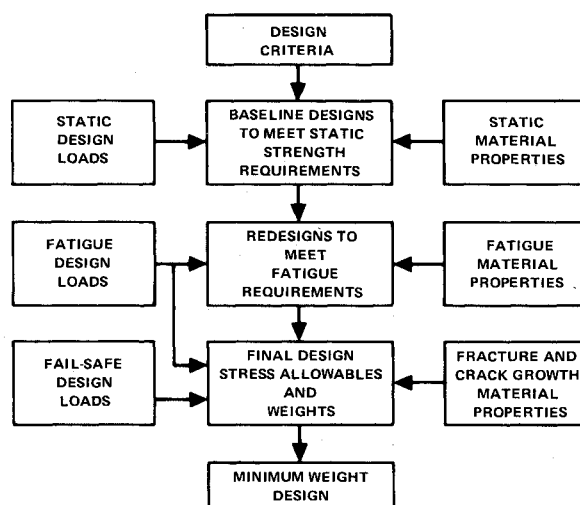 DESIGN
CRITERIA
STATIC
DESIGN
LOADS
BASELINE DESIGNS
TO MEET STATIC
STRENGTH
REQUIREMENTS
STATIC
MATERIAL
PROPERTIES
FATIGUE
DESIGN
LOADS
REDESIGNS TO
MEET
FATIGUE
REQUIREMENTS
FATIGUE
MATERIAL
PROPERTIES
FAIL-SAFE
DESIGN
LOADS
FINAL DESIGN
STRESS ALLOWABLES
AND
WEIGHTS
FRACTURE AND
CRACK GROWTH
MATERIAL
PROPERTIES
MINIMUM WEIGHT
DESIGN